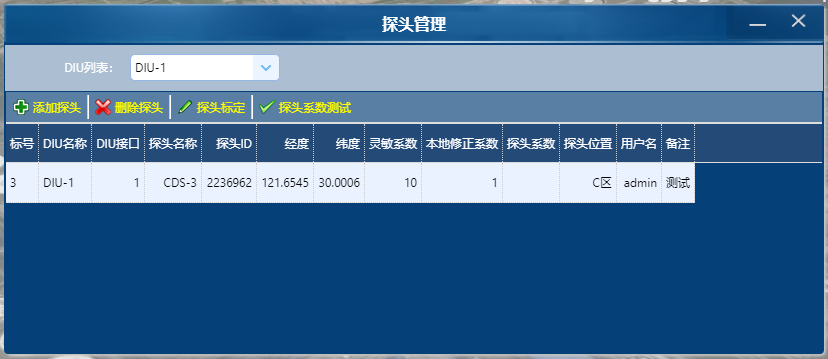 探头管理
DIU列表： DIU-1
添加探头 删除探头 探头标定 探头系数测试
标号 DIU名称 DIU接口 探头名称 探头ID 经度 纬度 灵敏系数 本地修正系数 探头系数 探头位置 用户名 备注
3 DIU-1 1 CDS-3 2236962 121.6545 30.0006 10 1 C区 admin 测试